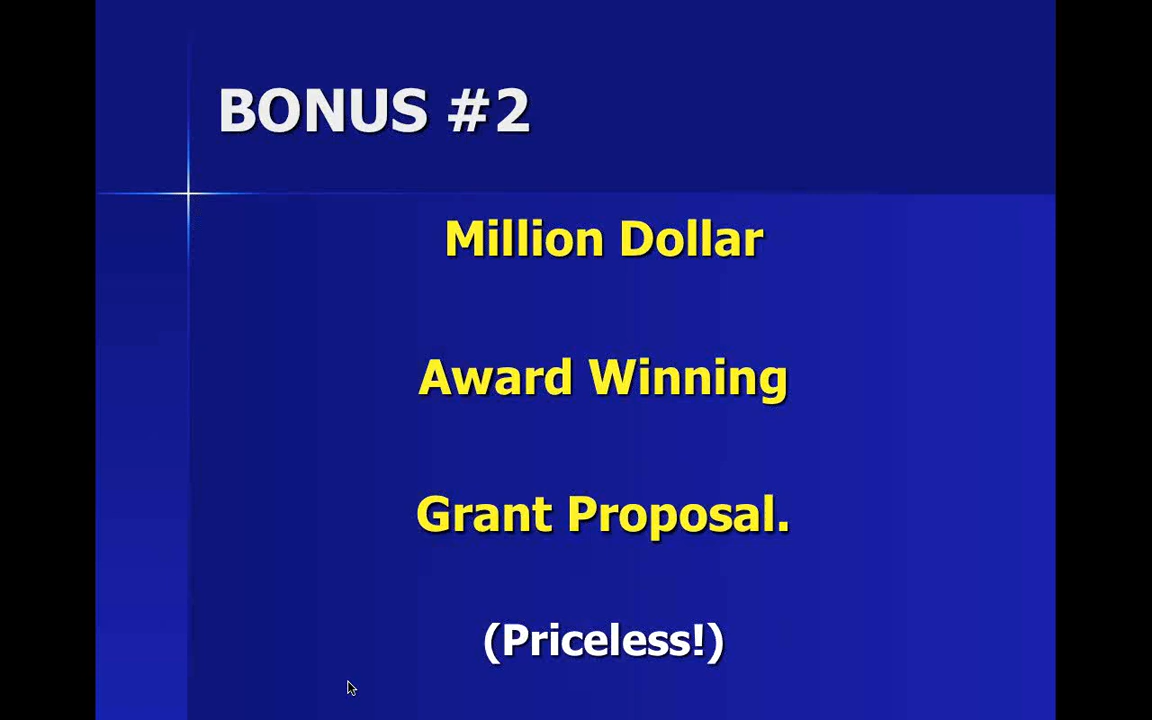 BONUS #2
Million Dollar
Award Winning
Grant Proposal.
(Priceless!)